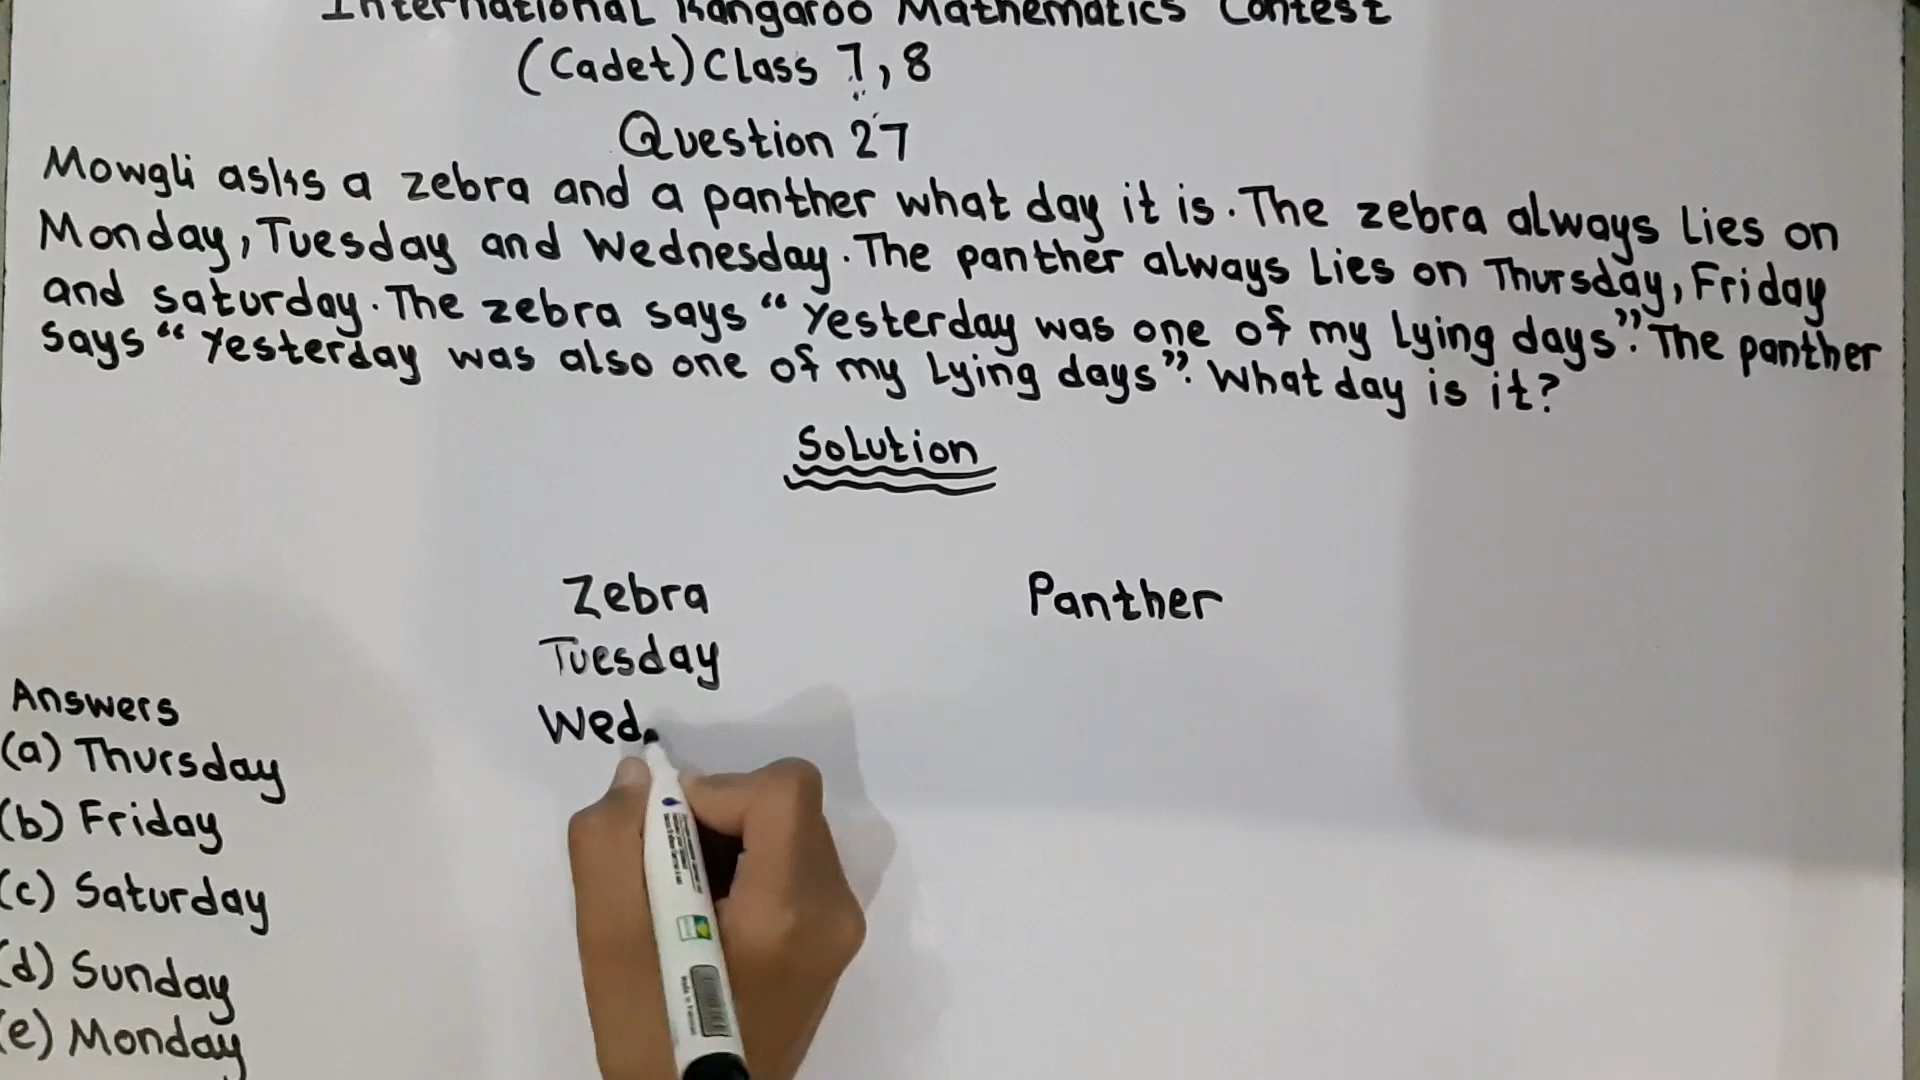 International Kangaroo Mathematics Contest
(Cadet) Class 7, 8
Question 27
Mowgli asks a zebra and a panther what day it is. The zebra always lies on
Monday, Tuesday and Wednesday. The panther always lies on Thursday, Friday
and saturday. The zebra says “Yesterday was one of my lying days”. The panther
says “Yesterday was also one of my lying days”. What day is it?
Solution
Zebra
Panther
Tuesday
Wed
Answers
(a) Thursday
(b) Friday
(c) Saturday
(d) Sunday
(e) Monday